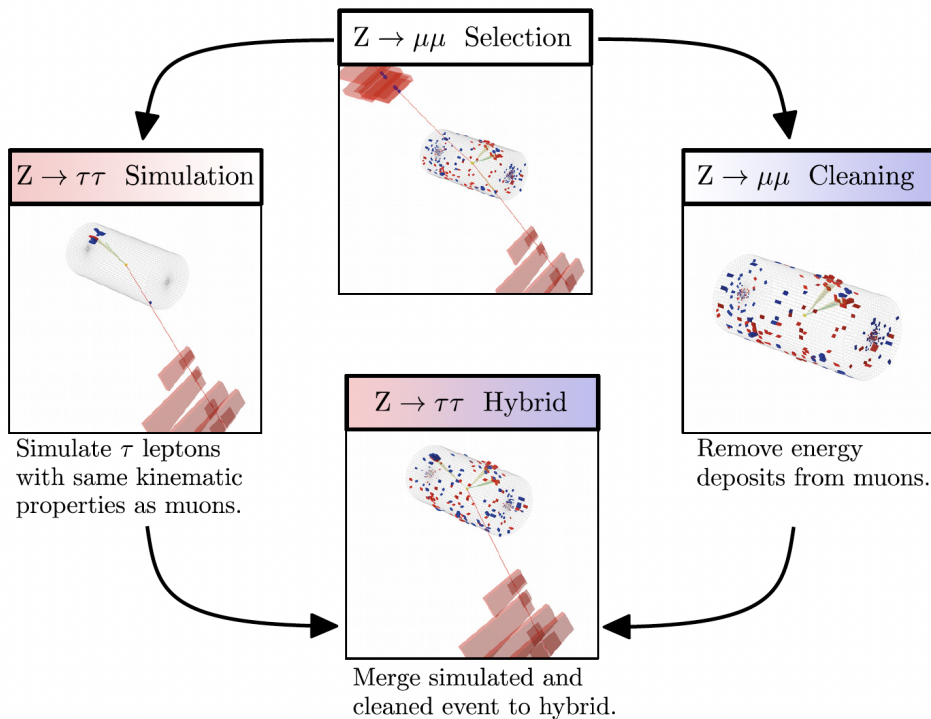 Z → μμ Selection
Z → ττ Simulation
Z → μμ Cleaning
Simulate τ leptons
with same kinematic
properties as muons.
Remove energy
deposits from muons.
Z → ττ Hybrid
Merge simulated and
cleaned event to hybrid.